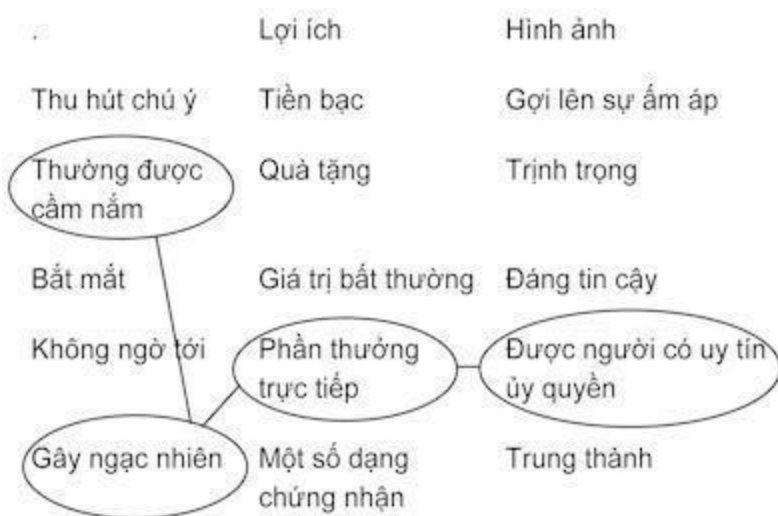 . Lợi ích Hình ảnh
Thu hút chú ý Tiền bạc Gợi lên sự ấm áp
Thường được Quà tặng Trịnh trọng
cầm nắm
Bắt mắt Giá trị bất thường Đáng tin cậy
Không ngờ tới Phần thưởng Được người có uy tín
trực tiếp ủy quyền
Gây ngạc nhiên Một số dạng Trung thành
chứng nhận